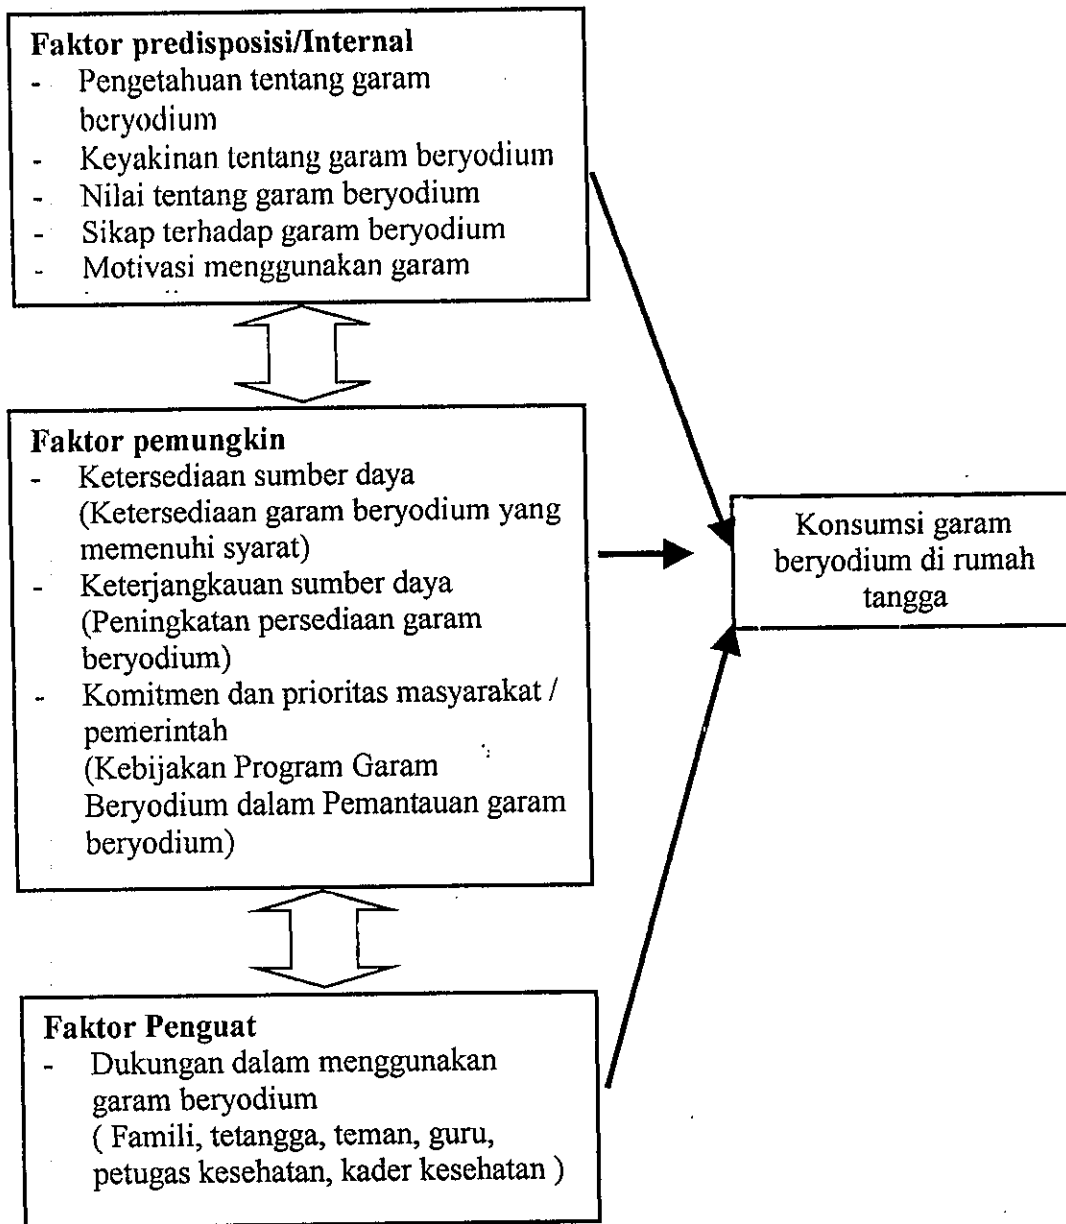 Faktor predisposisi/Internal
- Pengetahuan tentang garam
beryodium
- Keyakinan tentang garam beryodium
- Nilai tentang garam beryodium
- Sikap terhadap garam beryodium
- Motivasi menggunakan garam
Faktor pemungkin
- Ketersediaan sumber daya
(Ketersediaan garam beryodium yang
memenuhi syarat)
- Keterjangkauan sumber daya
(Peningkatan persediaan garam
beryodium)
- Komitmen dan prioritas masyarakat /
pemerintah
(Kebijakan Program Garam
Beryodium dalam Pemantauan garam
beryodium)
Konsumsi garam
beryodium di rumah
tangga
Faktor Penguat
- Dukungan dalam menggunakan
garam beryodium
( Famili, tetangga, teman, guru,
petugas kesehatan, kader kesehatan )